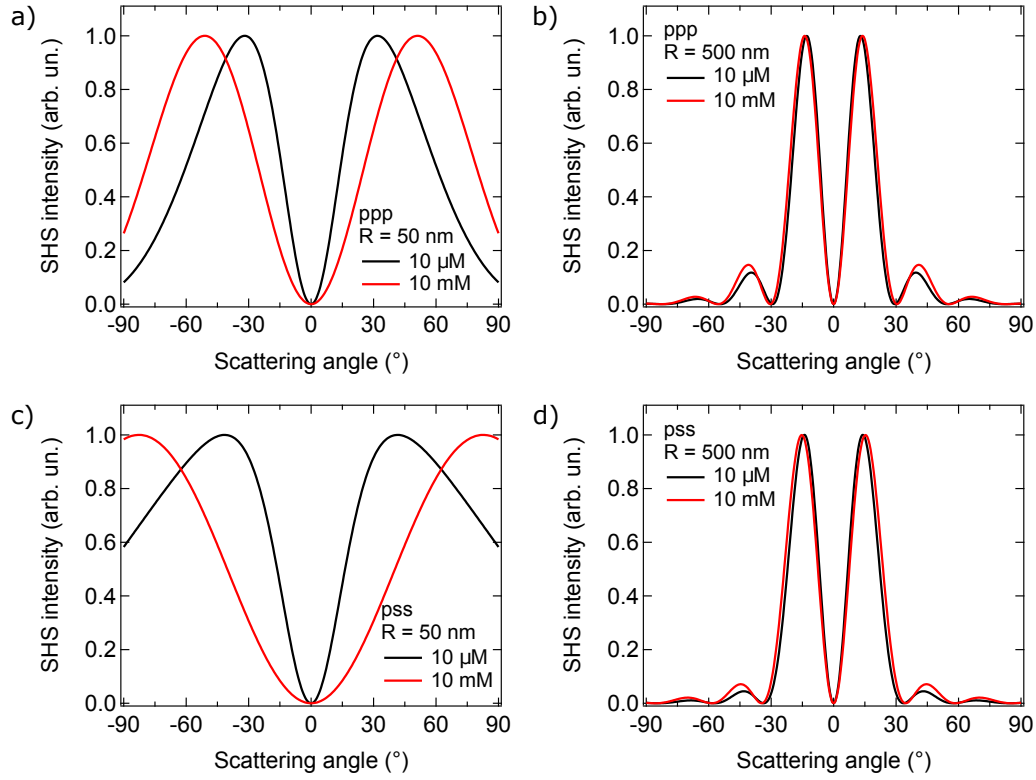 a)
SHS intensity (arb. un.)
1.0
0.8
0.6
0.4
0.2
0.0
ppp
R = 50 nm
10 µM
10 mM
-90 -60 -30 0 30 60 90
Scattering angle (°)
b)
SHS intensity (arb. un.)
1.0
0.8
0.6
0.4
0.2
0.0
ppp
R = 500 nm
10 µM
10 mM
-90 -60 -30 0 30 60 90
Scattering angle (°)
c)
SHS intensity (arb. un.)
1.0
0.8
0.6
0.4
0.2
0.0
pss
R = 50 nm
10 µM
10 mM
-90 -60 -30 0 30 60 90
Scattering angle (°)
d)
SHS intensity (arb. un.)
1.0
0.8
0.6
0.4
0.2
0.0
pss
R = 500 nm
10 µM
10 mM
-90 -60 -30 0 30 60 90
Scattering angle (°)